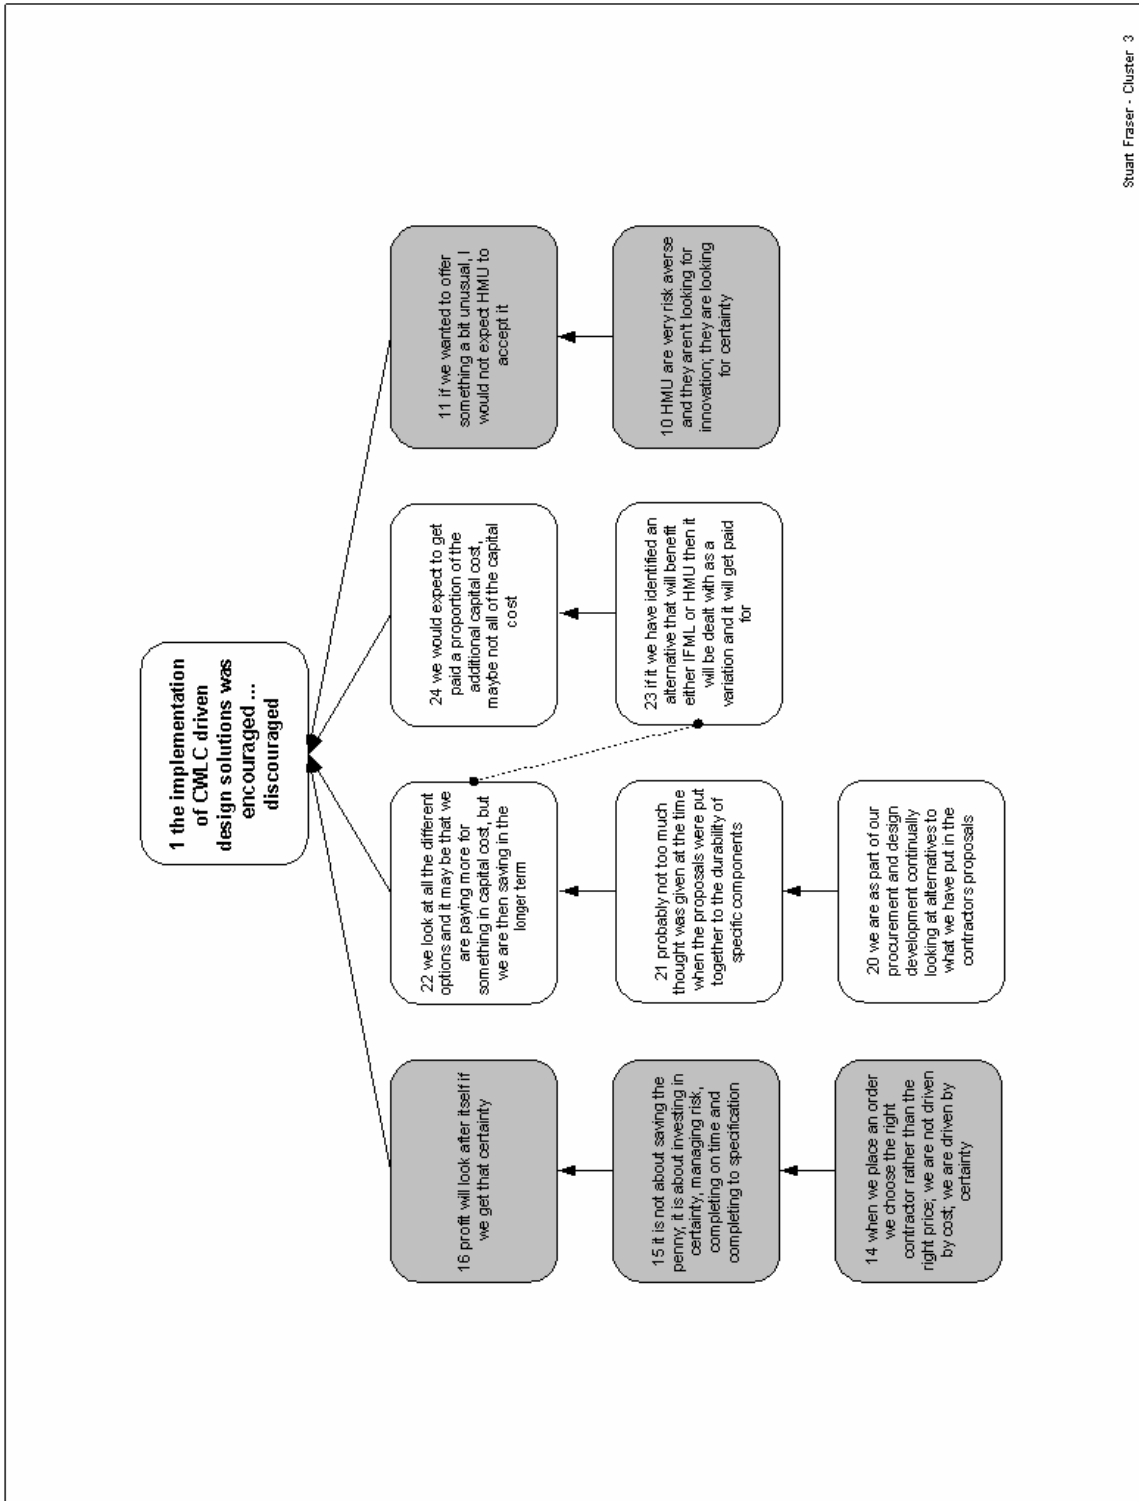 1 the implementation
of CWLC driven
design solutions was
encouraged ...
discouraged
16 profit will look after itself if
we get that certainty
22 we look at all the different
options and it may be that we
are paying more for
something in capital cost, but
we are then saving in the
longer term
24 we would expect to get
paid a proportion of the
additional capital cost,
maybe not all of the capital
cost
11 if we wanted to offer
something a bit unusual, I
would not expect HMU to
accept it
15 it is not about saving the
penny; it is about investing in
certainty, managing risk,
completing on time and
completing to specification
21 probably not too much
thought was given at the time
when the proposals were put
together to the durability of
specific components
23 if it we have identified an
alternative that will benefit
either IFML or HMU then it
will be dealt with as a
variation and it will get paid
for
10 HMU are very risk averse
and they aren't looking for
innovation; they are looking
for certainty
14 when we place an order
we choose the right
contractor rather than the
right price; we are not driven
by cost; we are driven by
certainty
20 we are as part of our
procurement and design
development continually
looking at alternatives to
what we have put in the
contractors proposals
Stuart Fraser - Cluster 3